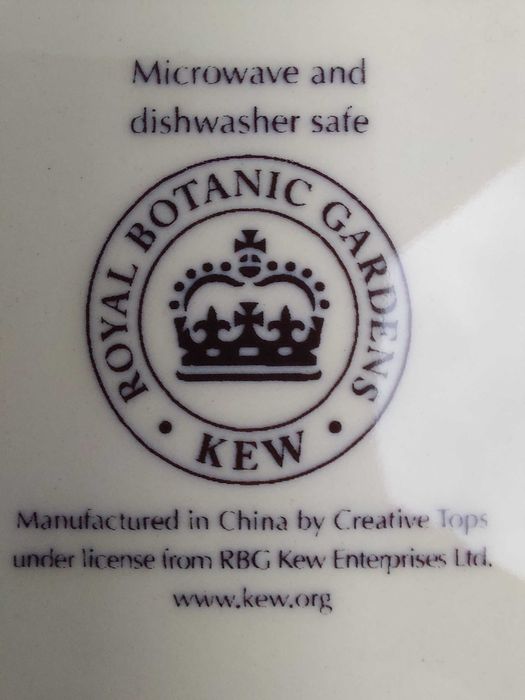 Microwave and
dishwasher safe
ROYAL BOTANIC GARDENS
• KEW •
Manufactured in China by Creative Tops
under license from RBG Kew Enterprises Ltd.
www.kew.org